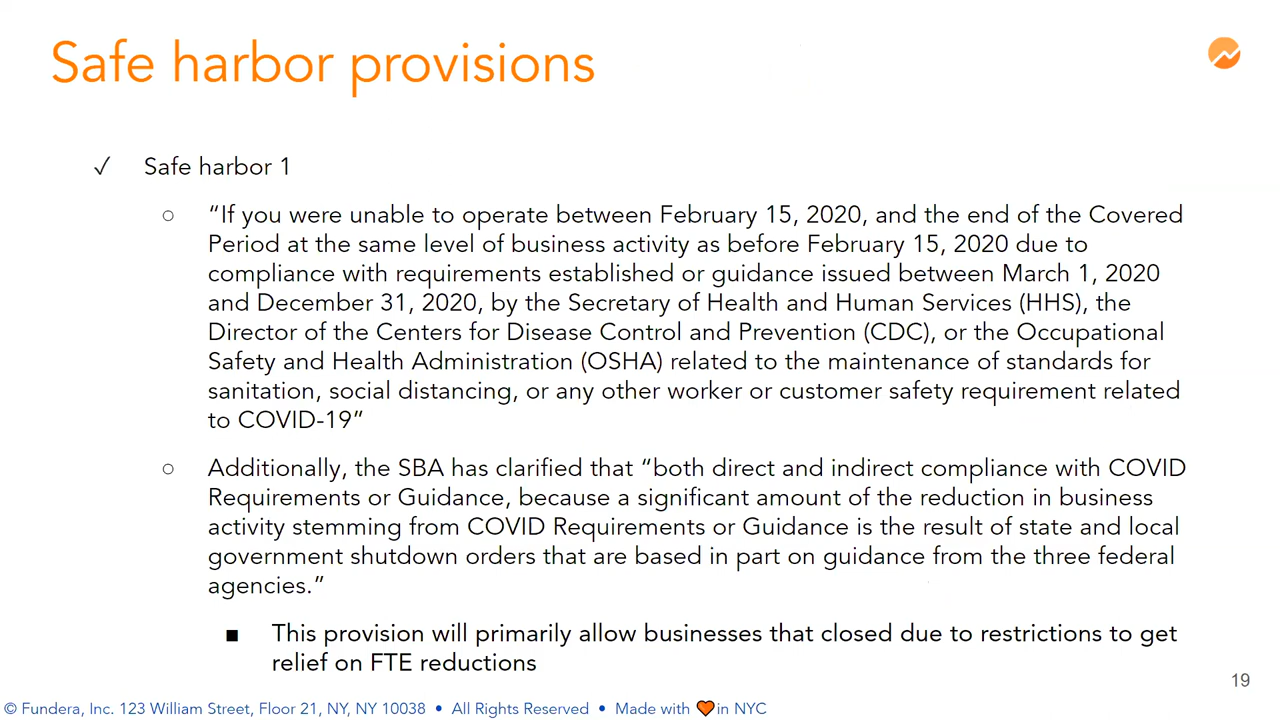 Safe harbor provisions
✓ Safe harbor 1
○ “If you were unable to operate between February 15, 2020, and the end of the Covered
Period at the same level of business activity as before February 15, 2020 due to
compliance with requirements established or guidance issued between March 1, 2020
and December 31, 2020, by the Secretary of Health and Human Services (HHS), the
Director of the Centers for Disease Control and Prevention (CDC), or the Occupational
Safety and Health Administration (OSHA) related to the maintenance of standards for
sanitation, social distancing, or any other worker or customer safety requirement related
to COVID-19”
○ Additionally, the SBA has clarified that “both direct and indirect compliance with COVID
Requirements or Guidance, because a significant amount of the reduction in business
activity stemming from COVID Requirements or Guidance is the result of state and local
government shutdown orders that are based in part on guidance from the three federal
agencies.”
■ This provision will primarily allow businesses that closed due to restrictions to get
relief on FTE reductions
19
© Fundera, Inc. 123 William Street, Floor 21, NY, NY 10038 • All Rights Reserved • Made with 🧡 in NYC